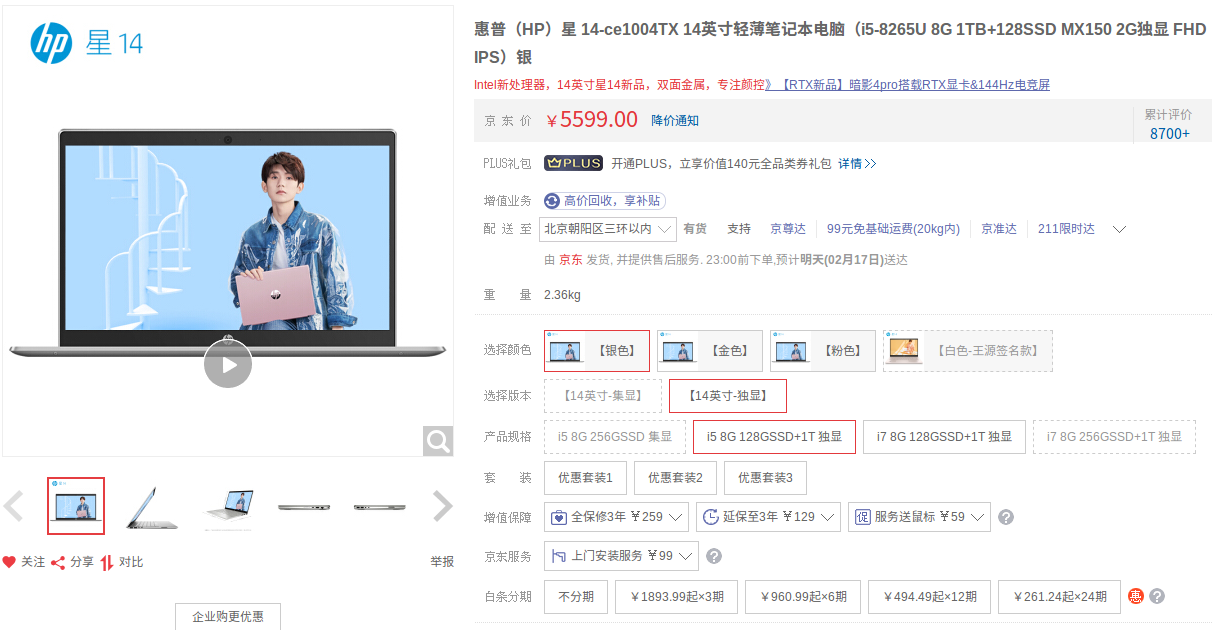 hp 星 14
惠普（HP）星 14-ce1004TX 14英寸轻薄笔记本电脑（i5-8265U 8G 1TB+128SSD MX150 2G独显 FHD
IPS）银
Intel新处理器，14英寸星14新品，双面金属，专注颜控》【RTX新品】暗影4pro搭载RTX显卡&144Hz电竞屏
京东价 ￥5599.00 降价通知
累计评价
8700+
PLUS礼包 PLUS 开通PLUS，立享价值140元全品类券礼包 详情>>
增值业务 高价回收，享补贴
配送至 北京朝阳区三环以内 有货 支持 京尊达 99元免基础运费(20kg内) 京准达 211限时达
由 京东 发货, 并提供售后服务. 23:00前下单,预计明天(02月17日)送达
重量 2.36kg
选择颜色 【银色】 【金色】 【粉色】 【白色-王源签名款】
选择版本 【14英寸-集显】 【14英寸-独显】
产品规格 i5 8G 256GSSD 集显 i5 8G 128GSSD+1T 独显 i7 8G 128GSSD+1T 独显 i7 8G 256GSSD+1T 独显
套装 优惠套装1 优惠套装2 优惠套装3
增值保障 全保修3年 ￥259 延保至3年 ￥129 促 服务送鼠标 ￥59 ?
京东服务 上门安装服务 ￥99 ?
白条分期 不分期 ￥1893.99起×3期 ￥960.99起×6期 ￥494.49起×12期 ￥261.24起×24期 惠 ?
关注 分享 对比 举报
企业购更优惠